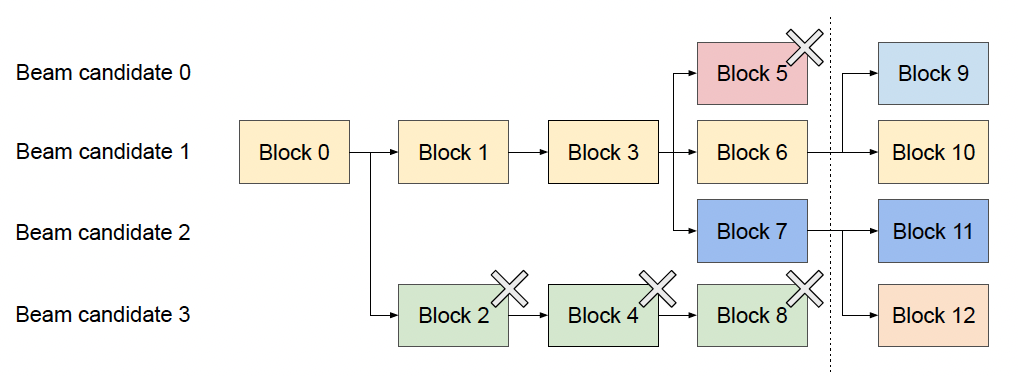 Beam candidate 0
Block 5
Block 9
Beam candidate 1
Block 0
Block 1
Block 3
Block 6
Block 10
Beam candidate 2
Block 7
Block 11
Beam candidate 3
Block 2
Block 4
Block 8
Block 12